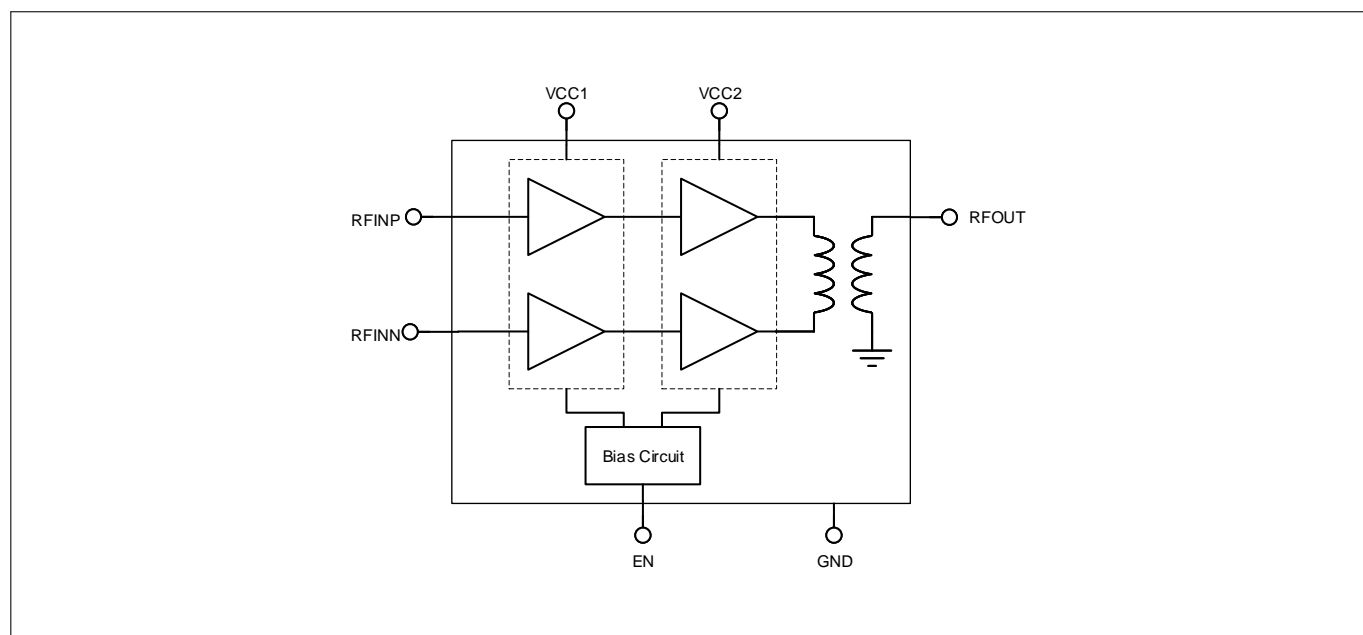 VCC1
VCC2
RFINP
RFOUT
RFINN
Bias Circuit
EN
GND